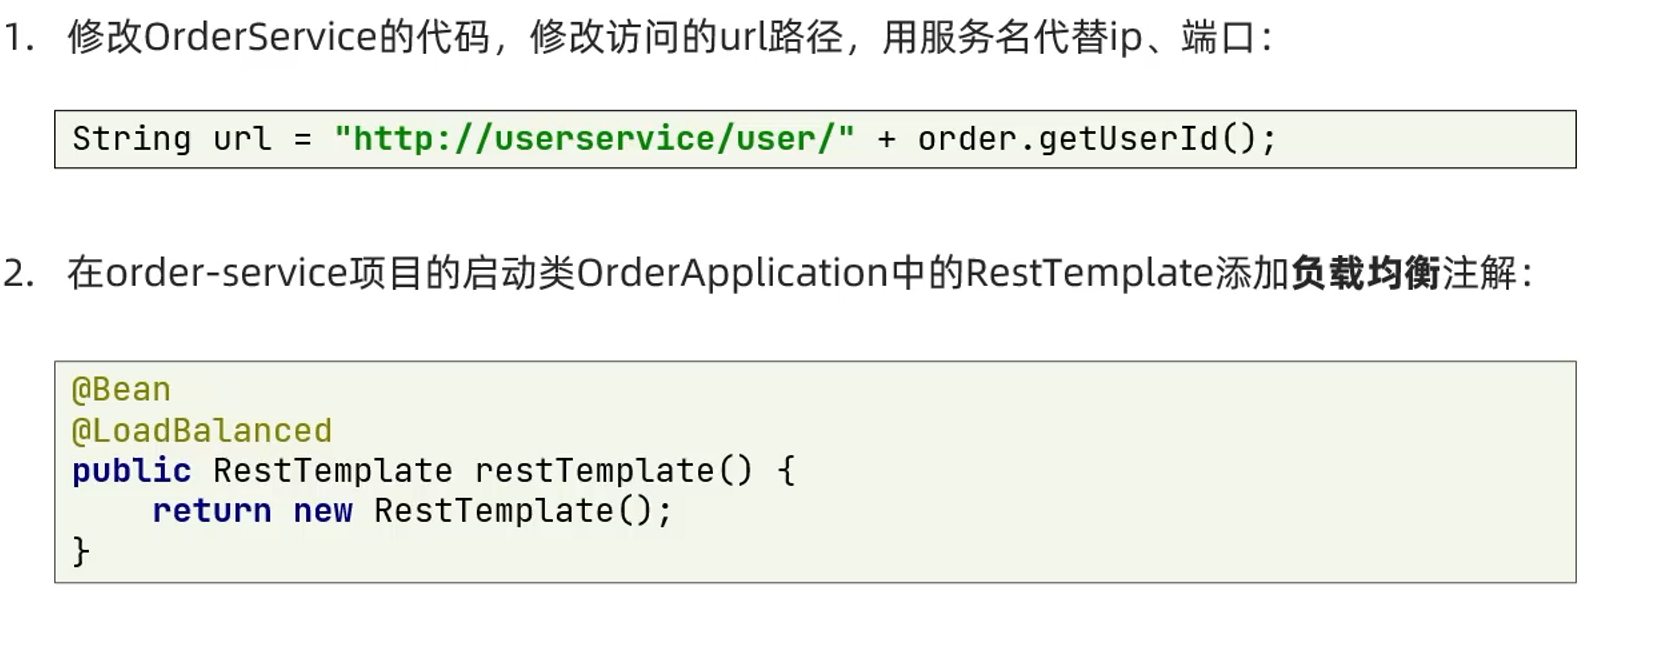 1. 修改OrderService的代码，修改访问的url路径，用服务名代替ip、端口：
String url = "http://userservice/user/" + order.getUserId();
2. 在order-service项目的启动类OrderApplication中的RestTemplate添加负载均衡注解：
@Bean
@LoadBalanced
public RestTemplate restTemplate() {
    return new RestTemplate();
}